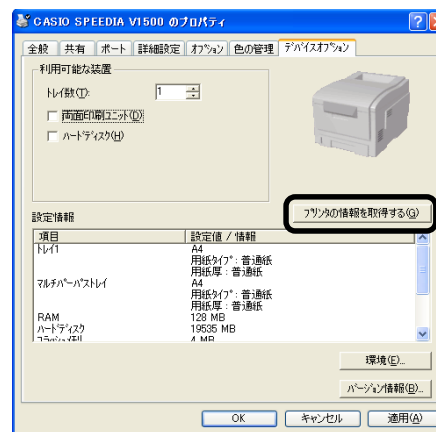 CASIO SPEEDIA V1500 のプロパティ
全般 共有 ポート 詳細設定 オプション 色の管理 デバイスオプション
利用可能な装置
トレイ数(T): 1
両面印刷ユニット(D)
ハードディスク(H)
プリンタの情報を取得する(G)
設定情報
項目 設定値 / 情報
トレイ1 A4
用紙タイプ : 普通紙
用紙厚 : 普通紙
マルチパーパストレイ A4
用紙タイプ : 普通紙
用紙厚 : 普通紙
RAM 128 MB
ハードディスク 19535 MB
フラッシュメモリ 4 MB
環境(E)...
バージョン情報(B)...
OK キャンセル 適用(A)